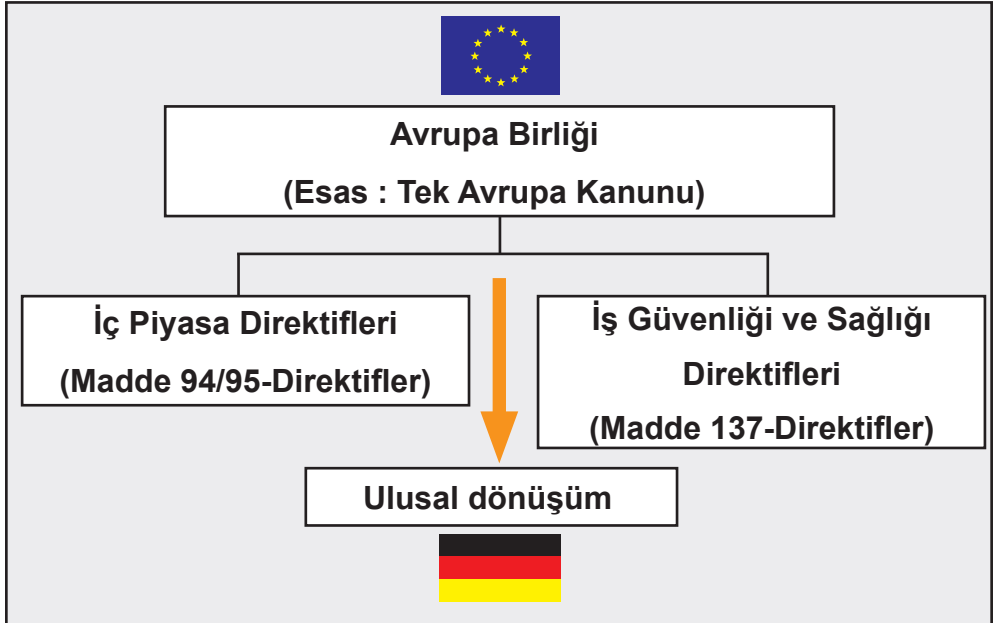 Avrupa Birliği
(Esas : Tek Avrupa Kanunu)
İç Piyasa Direktifleri
(Madde 94/95-Direktifler)
İş Güvenliği ve Sağlığı
Direktifleri
(Madde 137-Direktifler)
Ulusal dönüşüm